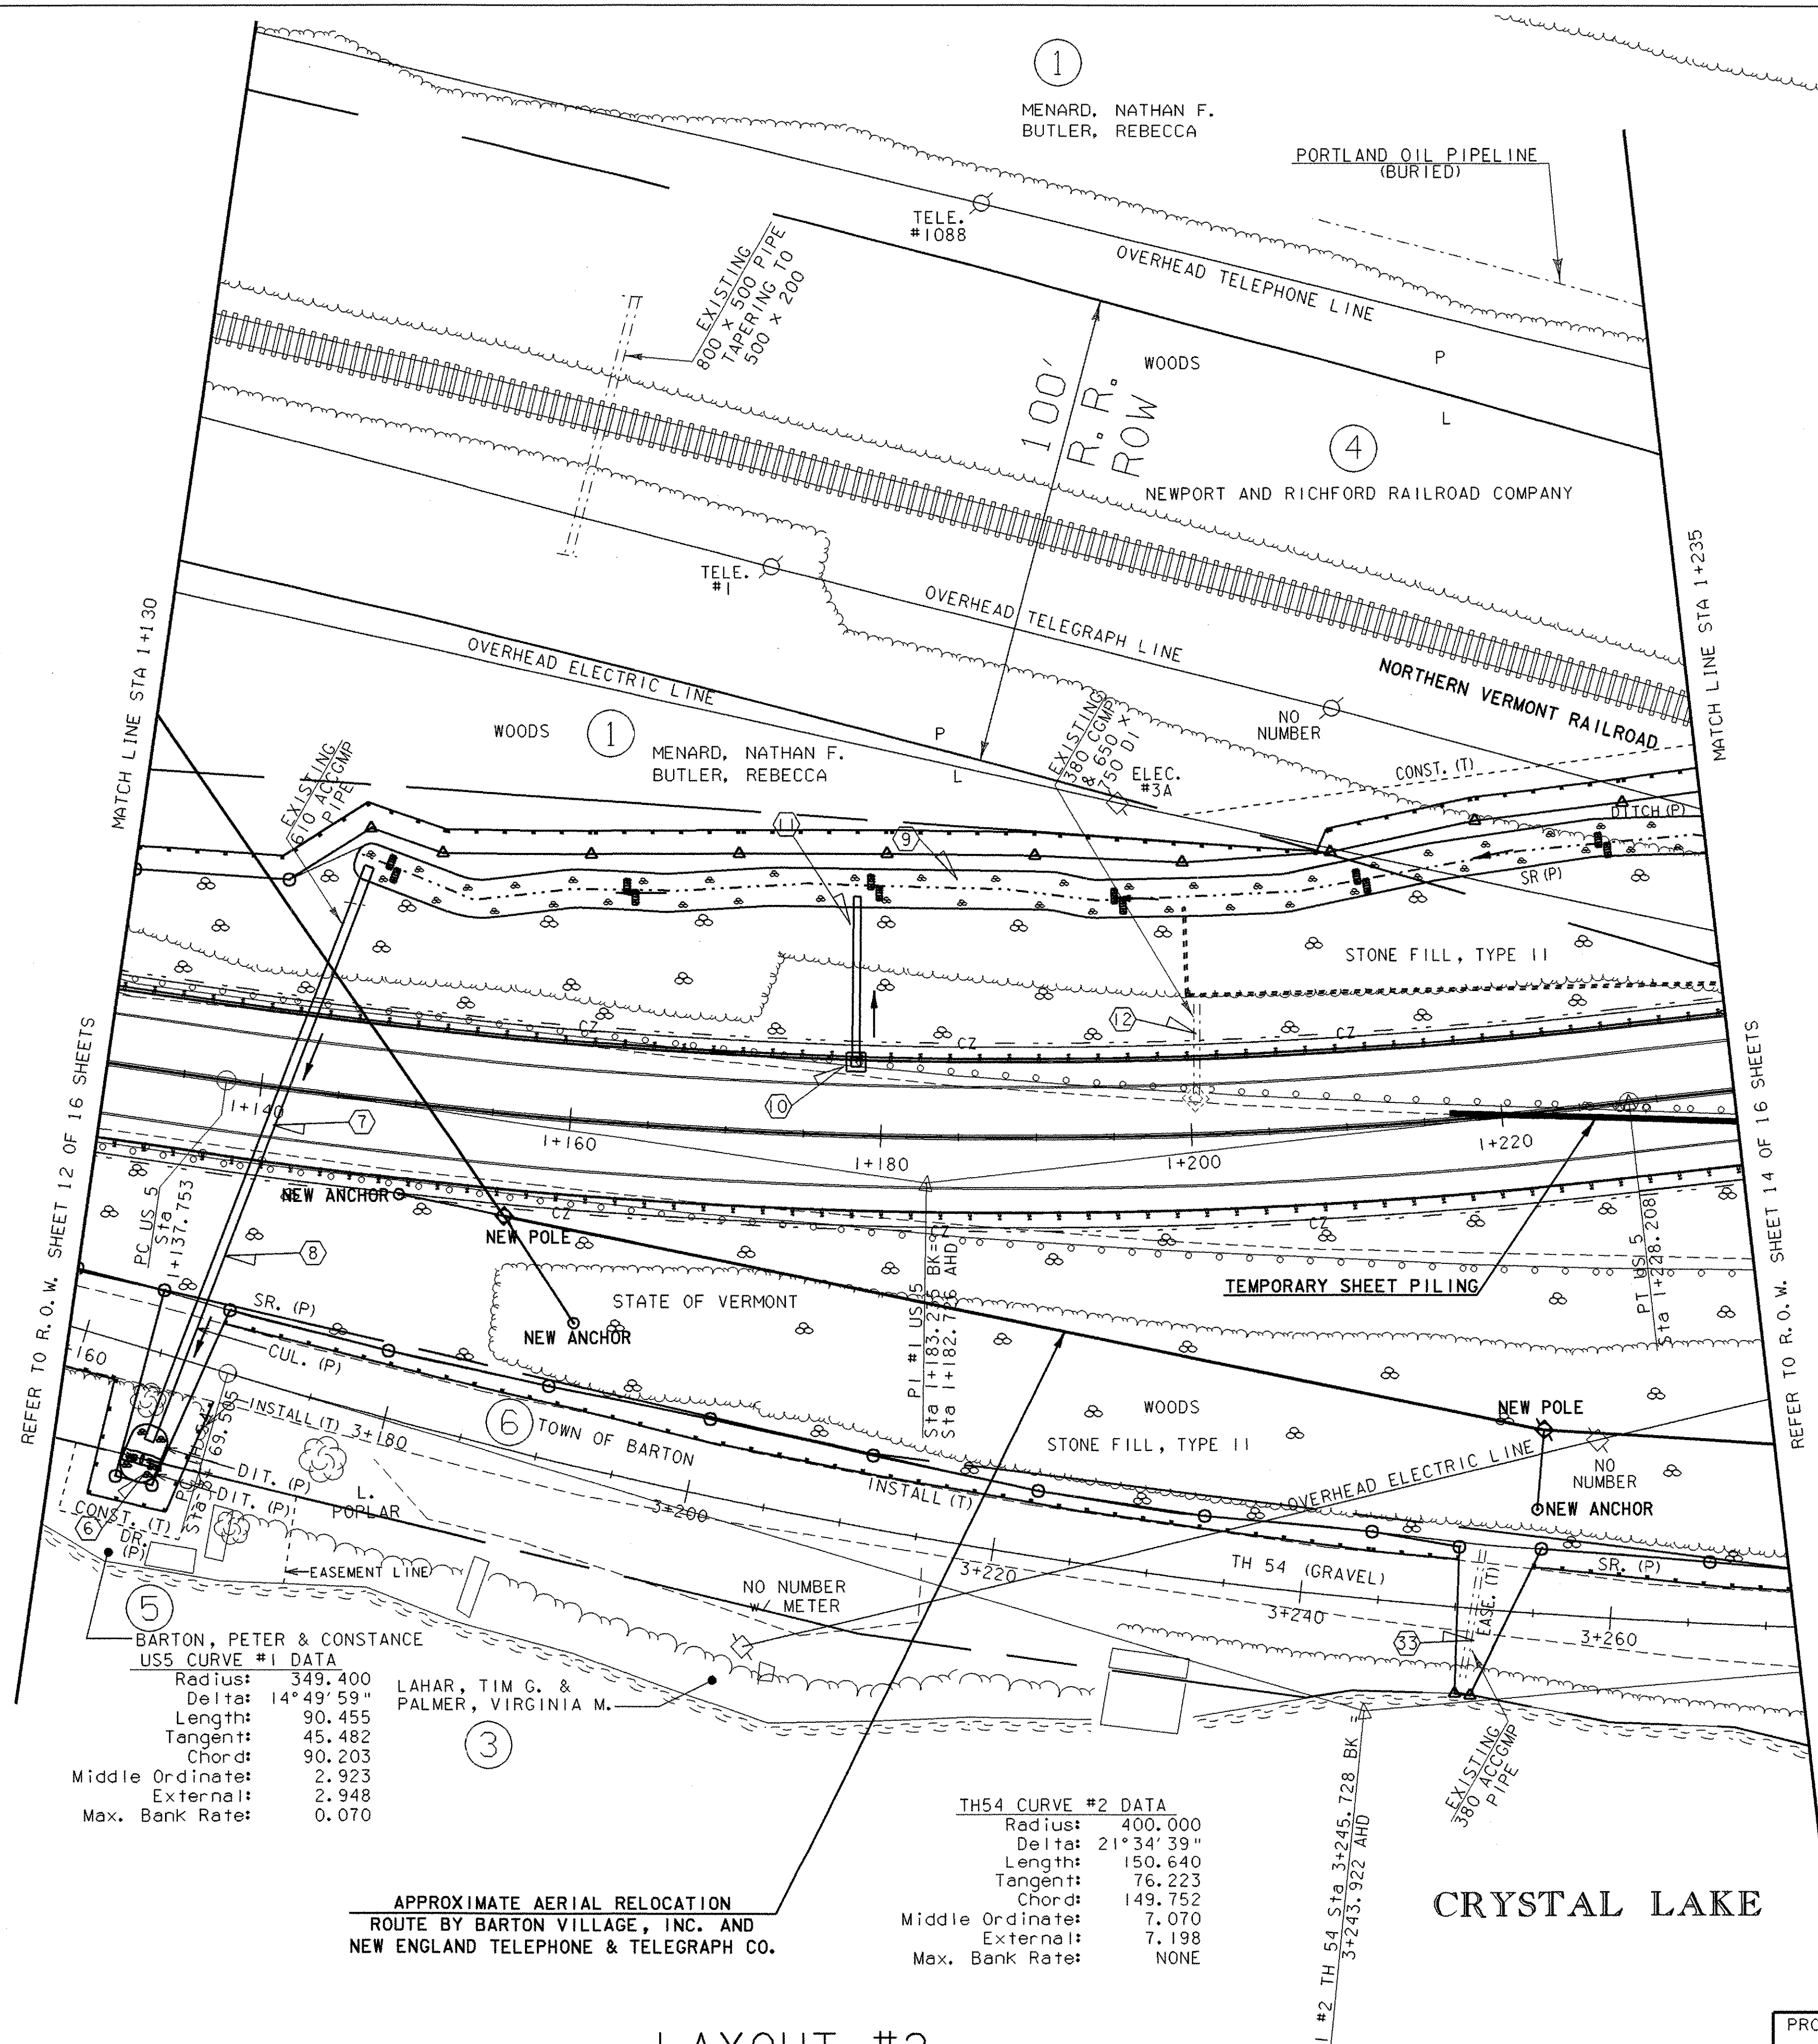 1
MENARD, NATHAN F.
BUTLER, REBECCA
PORTLAND OIL PIPELINE
(BURIED)
TELE.
#1088
OVERHEAD TELEPHONE LINE
EXISTING
800 x 500 PIPE
TAPERING TO
500 x 200
WOODS
P
L
100'
R.R.
ROW
4
NEWPORT AND RICHFORD RAILROAD COMPANY
TELE.
#1
OVERHEAD TELEGRAPH LINE
NORTHERN VERMONT RAILROAD
MATCH LINE STA 1+130
MATCH LINE STA 1+235
OVERHEAD ELECTRIC LINE
WOODS
1
MENARD, NATHAN F.
BUTLER, REBECCA
P
L
NO
NUMBER
EXISTING
380 CGMP
& 650 x
750 DI
ELEC.
#3A
CONST. (T)
DITCH (P)
SR (P)
EXISTING
610 ACCGMP
PIPE
11
9
STONE FILL, TYPE II
12
CZ
CZ
10
7
1+140
1+160
1+180
1+200
1+220
REFER TO R.O.W. SHEET 12 OF 16 SHEETS
REFER TO R.O.W. SHEET 14 OF 16 SHEETS
PC US 5
Sta
1+137.753
NEW ANCHOR
NEW POLE
CZ
CZ
CZ
8
PI #1 US 5
Sta 1+182.726 AHD
PT US 5
Sta 1+228.208
TEMPORARY SHEET PILING
SR. (P)
STATE OF VERMONT
NEW ANCHOR
CUL. (P)
160
INSTALL (T)
3+180
6
TOWN OF BARTON
WOODS
STONE FILL, TYPE II
NEW POLE
OVERHEAD ELECTRIC LINE
NO
NUMBER
NEW ANCHOR
DIT. (P)
DIT. (P)
L.
POPLAR
INSTALL (T)
3+200
CONST. (T)
DR.
(P)
6
EASEMENT LINE
3+220
TH 54 (GRAVEL)
SR. (P)
EASE. (T)
3+240
3+260
33
NO NUMBER
W/ METER
5
BARTON, PETER & CONSTANCE
US5 CURVE #1 DATA
Radius: 349.400
Delta: 14°49'59"
Length: 90.455
Tangent: 45.482
Chord: 90.203
Middle Ordinate: 2.923
External: 2.948
Max. Bank Rate: 0.070
LAHAR, TIM G. &
PALMER, VIRGINIA M.
3
EXISTING
380 ACCGMP
PIPE
TH54 CURVE #2 DATA
Radius: 400.000
Delta: 21°34'39"
Length: 150.640
Tangent: 76.223
Chord: 149.752
Middle Ordinate: 7.070
External: 7.198
Max. Bank Rate: NONE
#2 TH 54 Sta 3+245.728 BK =
3+243.922 AHD
CRYSTAL LAKE
APPROXIMATE AERIAL RELOCATION
ROUTE BY BARTON VILLAGE, INC. AND
NEW ENGLAND TELEPHONE & TELEGRAPH CO.
LAYOUT #2